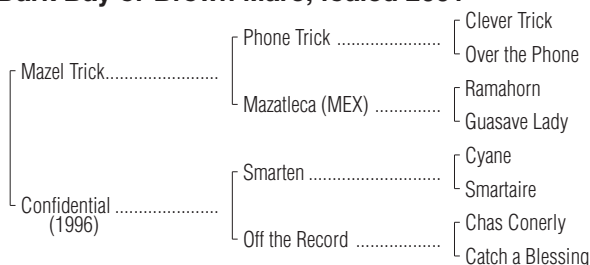 Dark Bay or Brown Mare; foaled
Clever Trick
Phone Trick ..................
Over the Phone
Mazel Trick.......................
Ramahorn
Mazatleca (MEX) ..............
Guasave Lady
Cyane
Smarten .......................
Smartaire
Confidential .....................
(1996)
Chas Conerly
Off the Record .................
Catch a Blessing